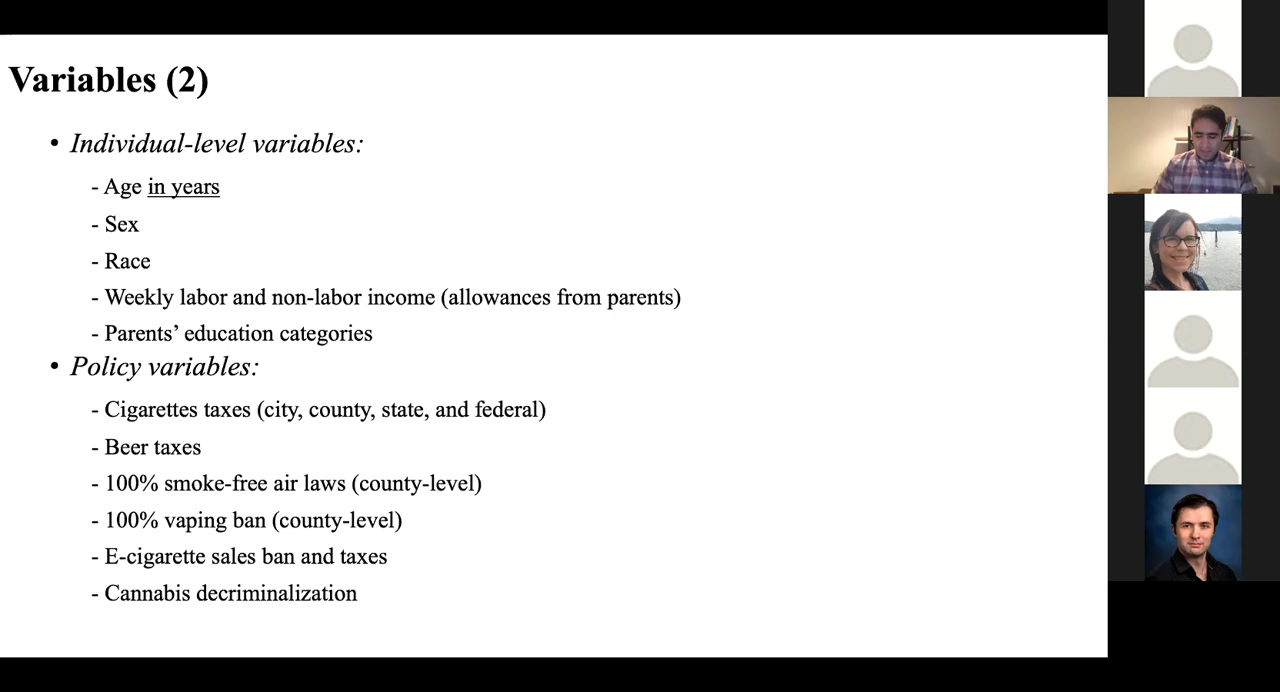 Variables (2)
• Individual-level variables:
- Age in years
- Sex
- Race
- Weekly labor and non-labor income (allowances from parents)
- Parents’ education categories
• Policy variables:
- Cigarettes taxes (city, county, state, and federal)
- Beer taxes
- 100% smoke-free air laws (county-level)
- 100% vaping ban (county-level)
- E-cigarette sales ban and taxes
- Cannabis decriminalization